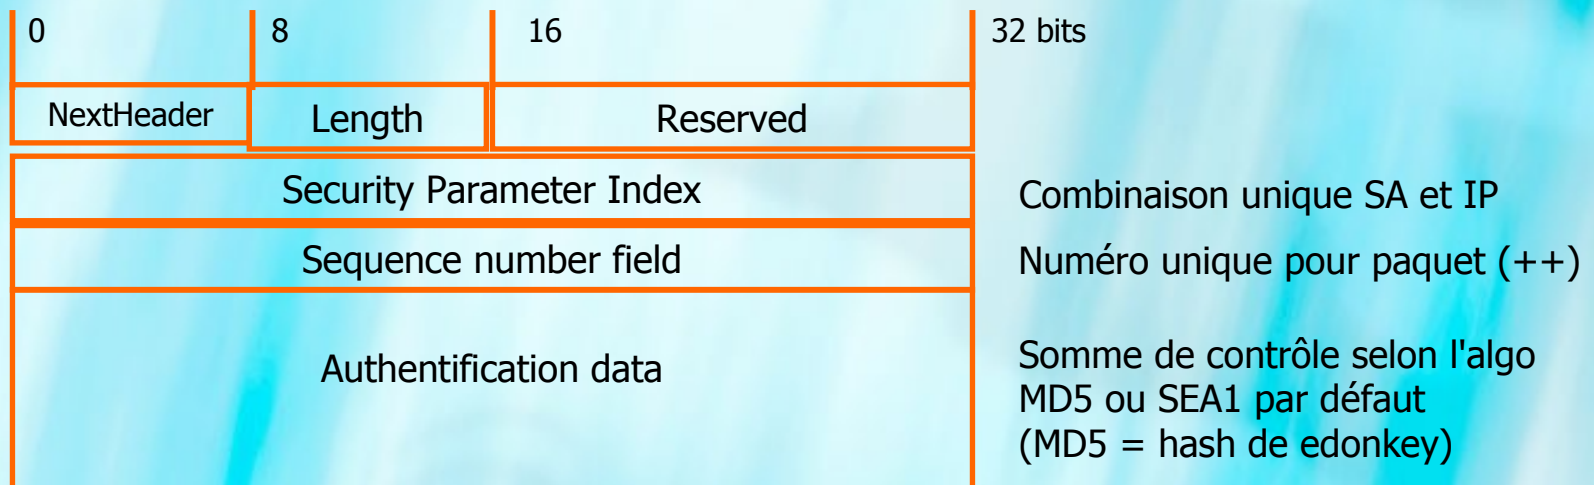 0 8 16 32 bits
NextHeader Length Reserved
Security Parameter Index
Combinaison unique SA et IP
Sequence number field
Numéro unique pour paquet (++)
Authentification data
Somme de contrôle selon l'algo
MD5 ou SEA1 par défaut
(MD5 = hash de edonkey)